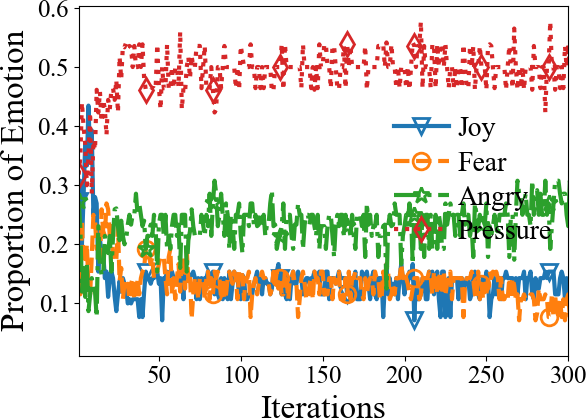 Proportion of Emotion
0.6
0.5
0.4
0.3
0.2
0.1
Joy
Fear
Angry
Pressure
50 100 150 200 250 300
Iterations